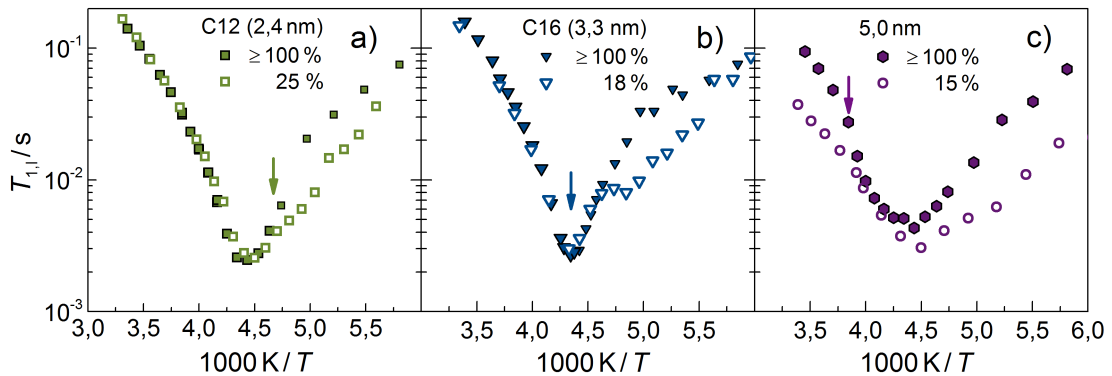 C12 (2,4 nm) a)
≥ 100 %
25 %
C16 (3,3 nm) b)
≥ 100 %
18 %
5,0 nm c)
≥ 100 %
15 %
T1,l / s
10-1
10-2
10-3
3,0 3,5 4,0 4,5 5,0 5,5
3,5 4,0 4,5 5,0 5,5
3,5 4,0 4,5 5,0 5,5 6,0
1000 K / T
1000 K / T
1000 K / T